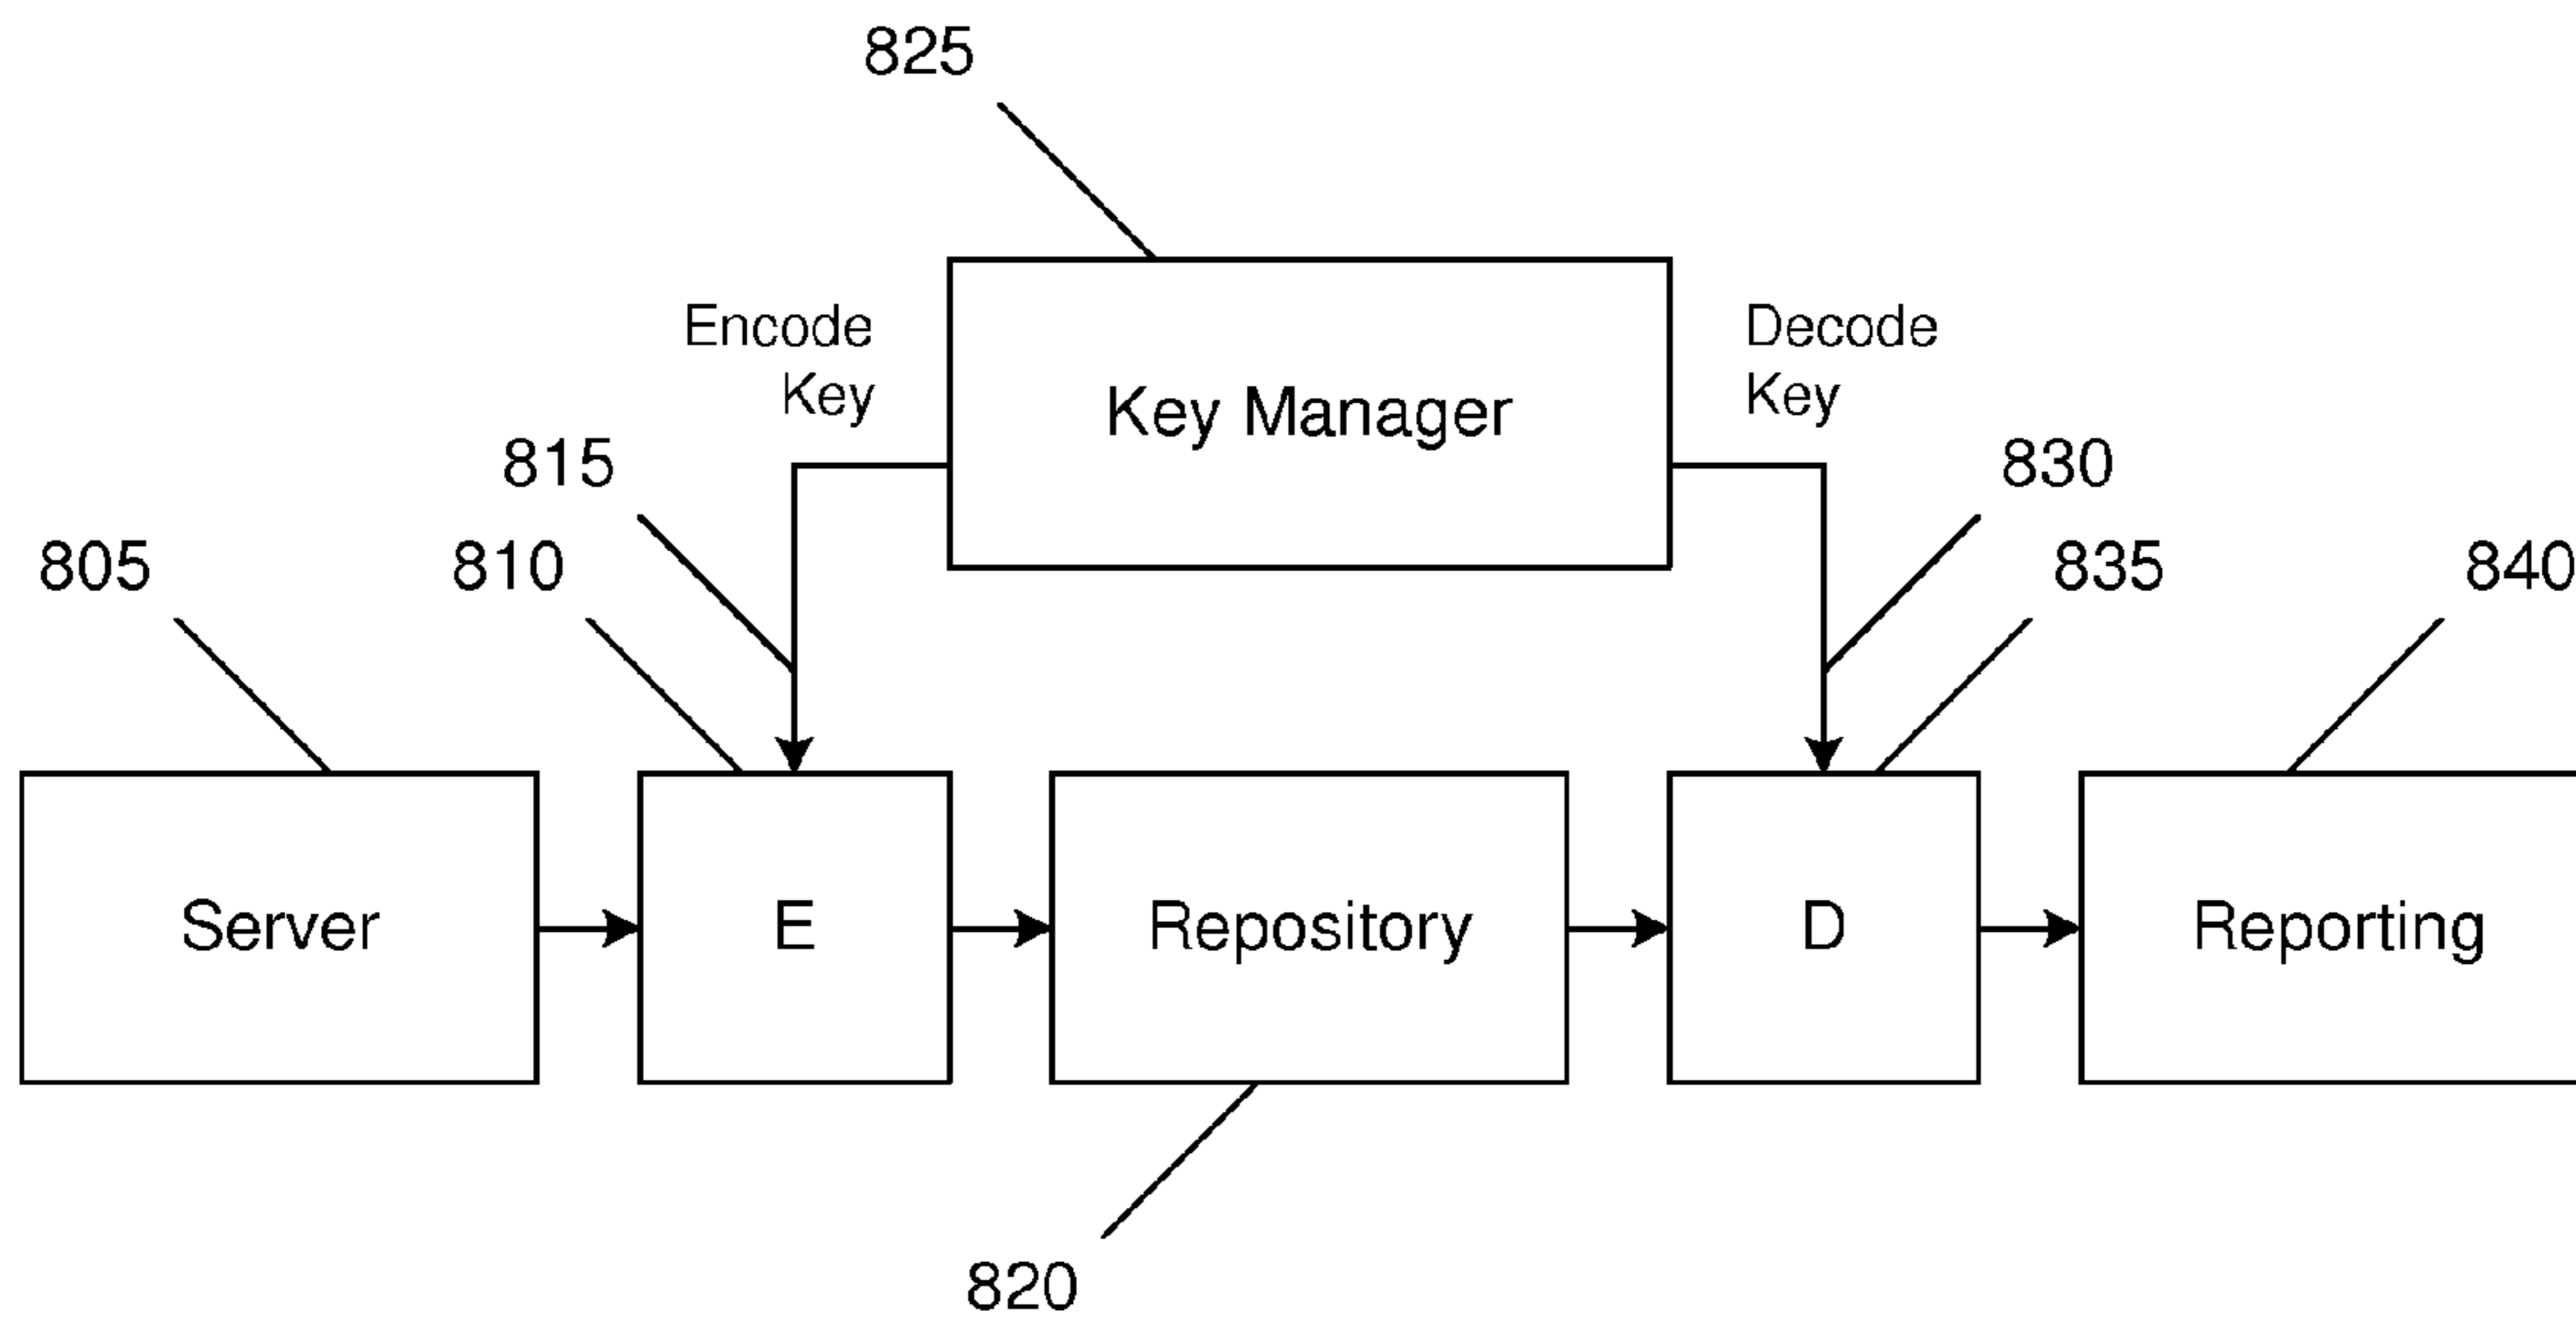 825
Encode
Key
Key Manager
Decode
Key
815
830
805
810
835
840
Server
E
Repository
D
Reporting
820